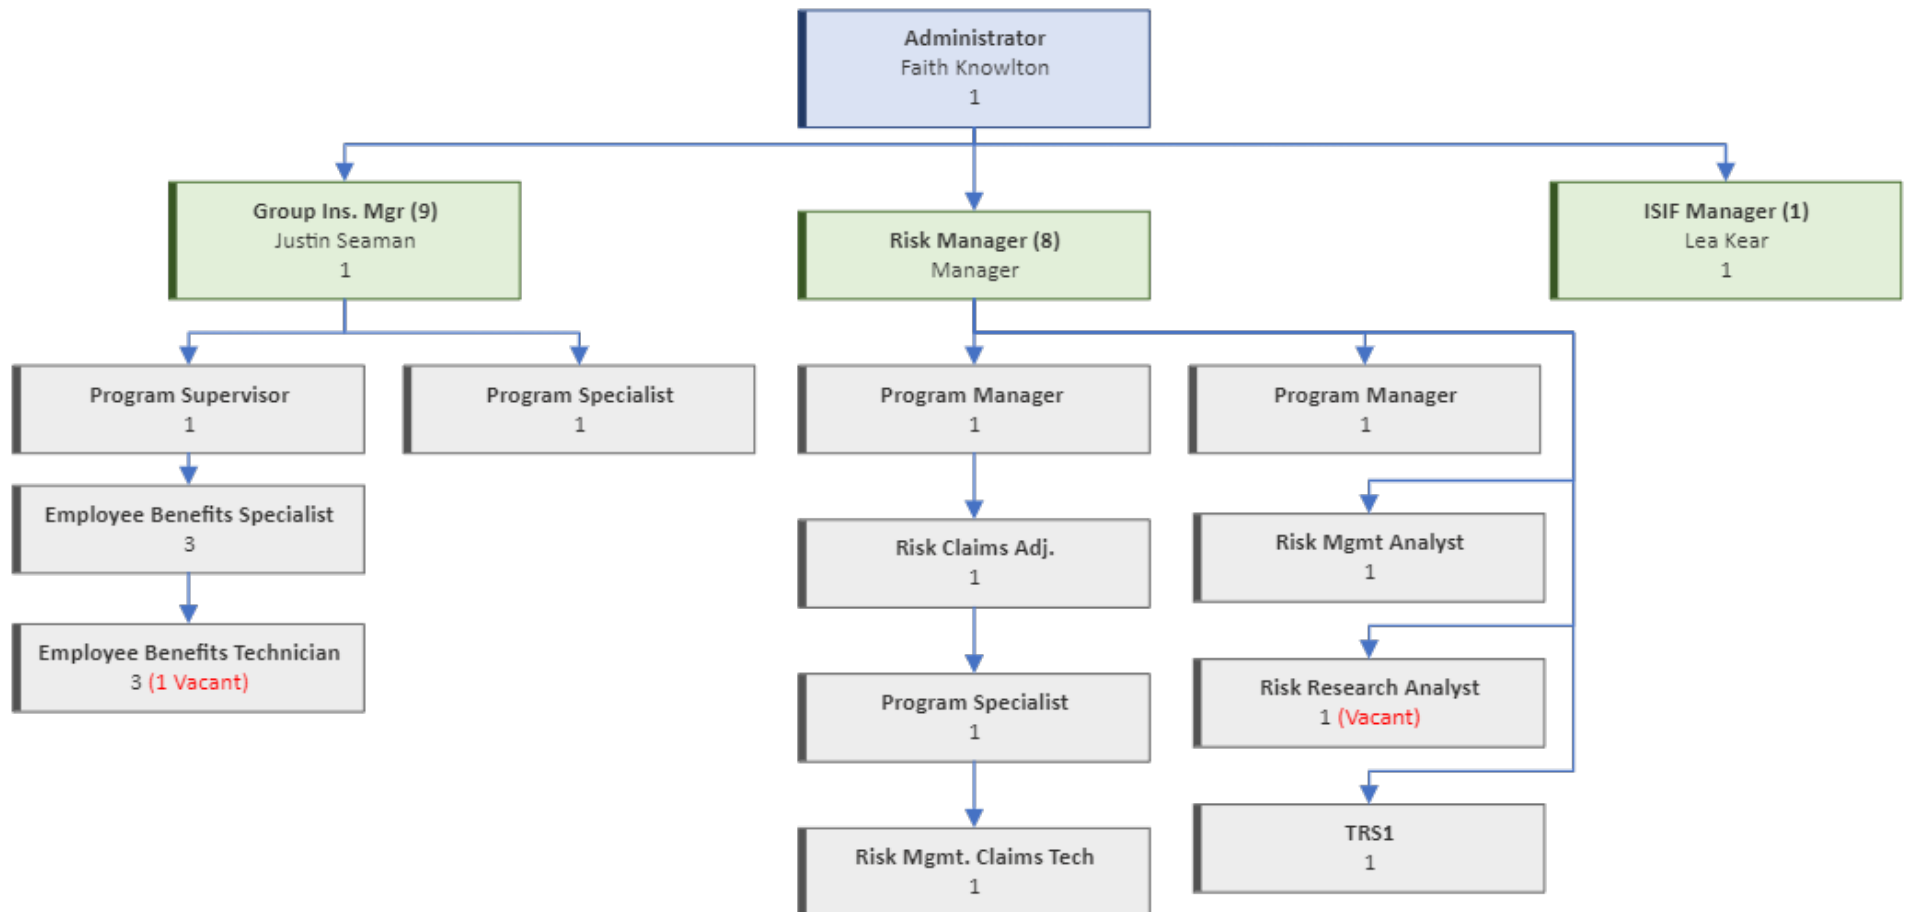 Administrator
Faith Knowlton
1
Group Ins. Mgr (9)
Justin Seaman
1
Risk Manager (8)
Manager
ISIF Manager (1)
Lea Kear
1
Program Supervisor
1
Program Specialist
1
Program Manager
1
Program Manager
1
Employee Benefits Specialist
3
Risk Claims Adj.
1
Risk Mgmt Analyst
1
Employee Benefits Technician
3 (1 Vacant)
Program Specialist
1
Risk Research Analyst
1 (Vacant)
Risk Mgmt. Claims Tech
1
TRS1
1